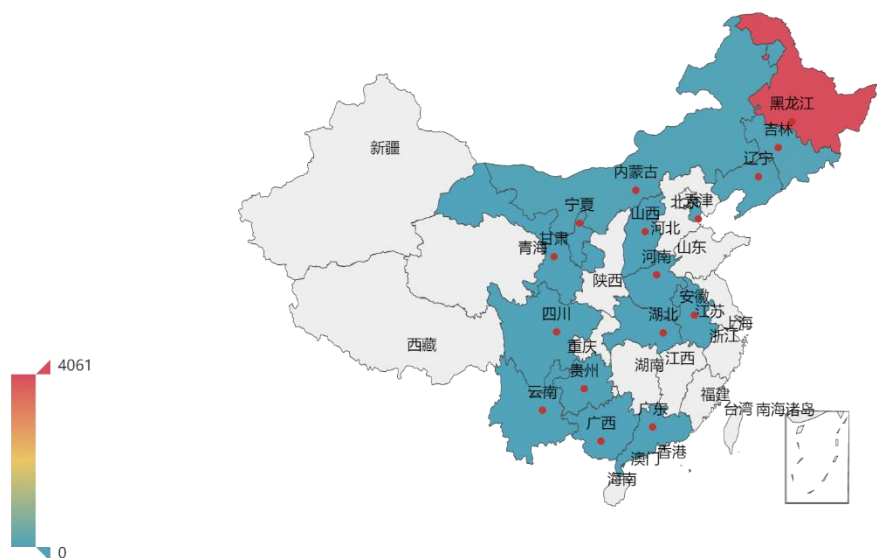 黑龙江
吉林
辽宁
新疆
内蒙古
北京
天津
宁夏
山西
河北
甘肃
青海
山东
河南
陕西
安徽
四川
湖北
江苏
上海
浙江
西藏
重庆
湖南
江西
贵州
云南
福建
广西
广东
台湾
南海诸岛
澳门
香港
海南
4061
0